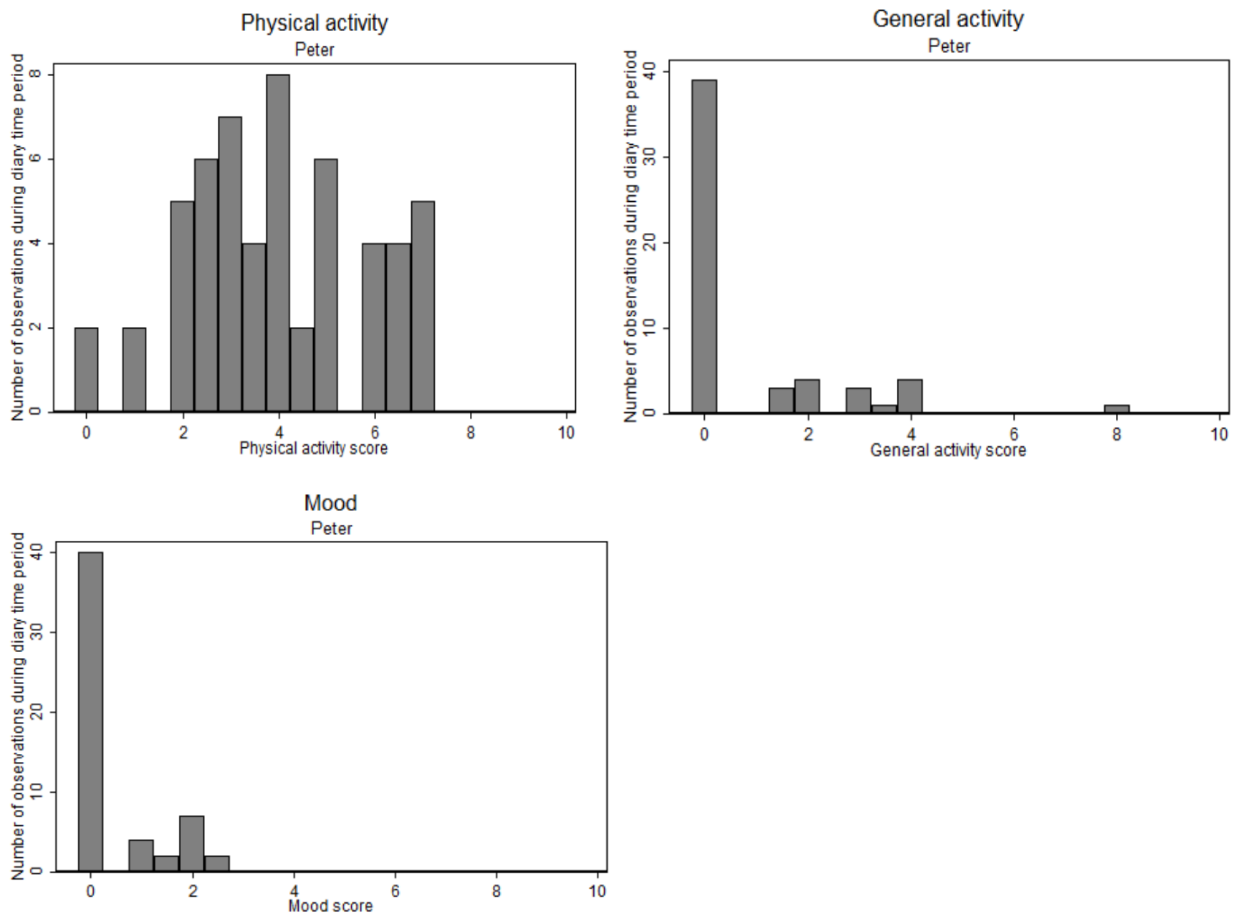 Physical activity
Peter
Number of observations during diary time period
8
6
4
2
0
0 2 4 6 8 10
Physical activity score
General activity
Peter
Number of observations during diary time period
40
30
20
10
0
0 2 4 6 8 10
General activity score
Mood
Peter
Number of observations during diary time period
40
30
20
10
0
0 2 4 6 8 10
Mood score